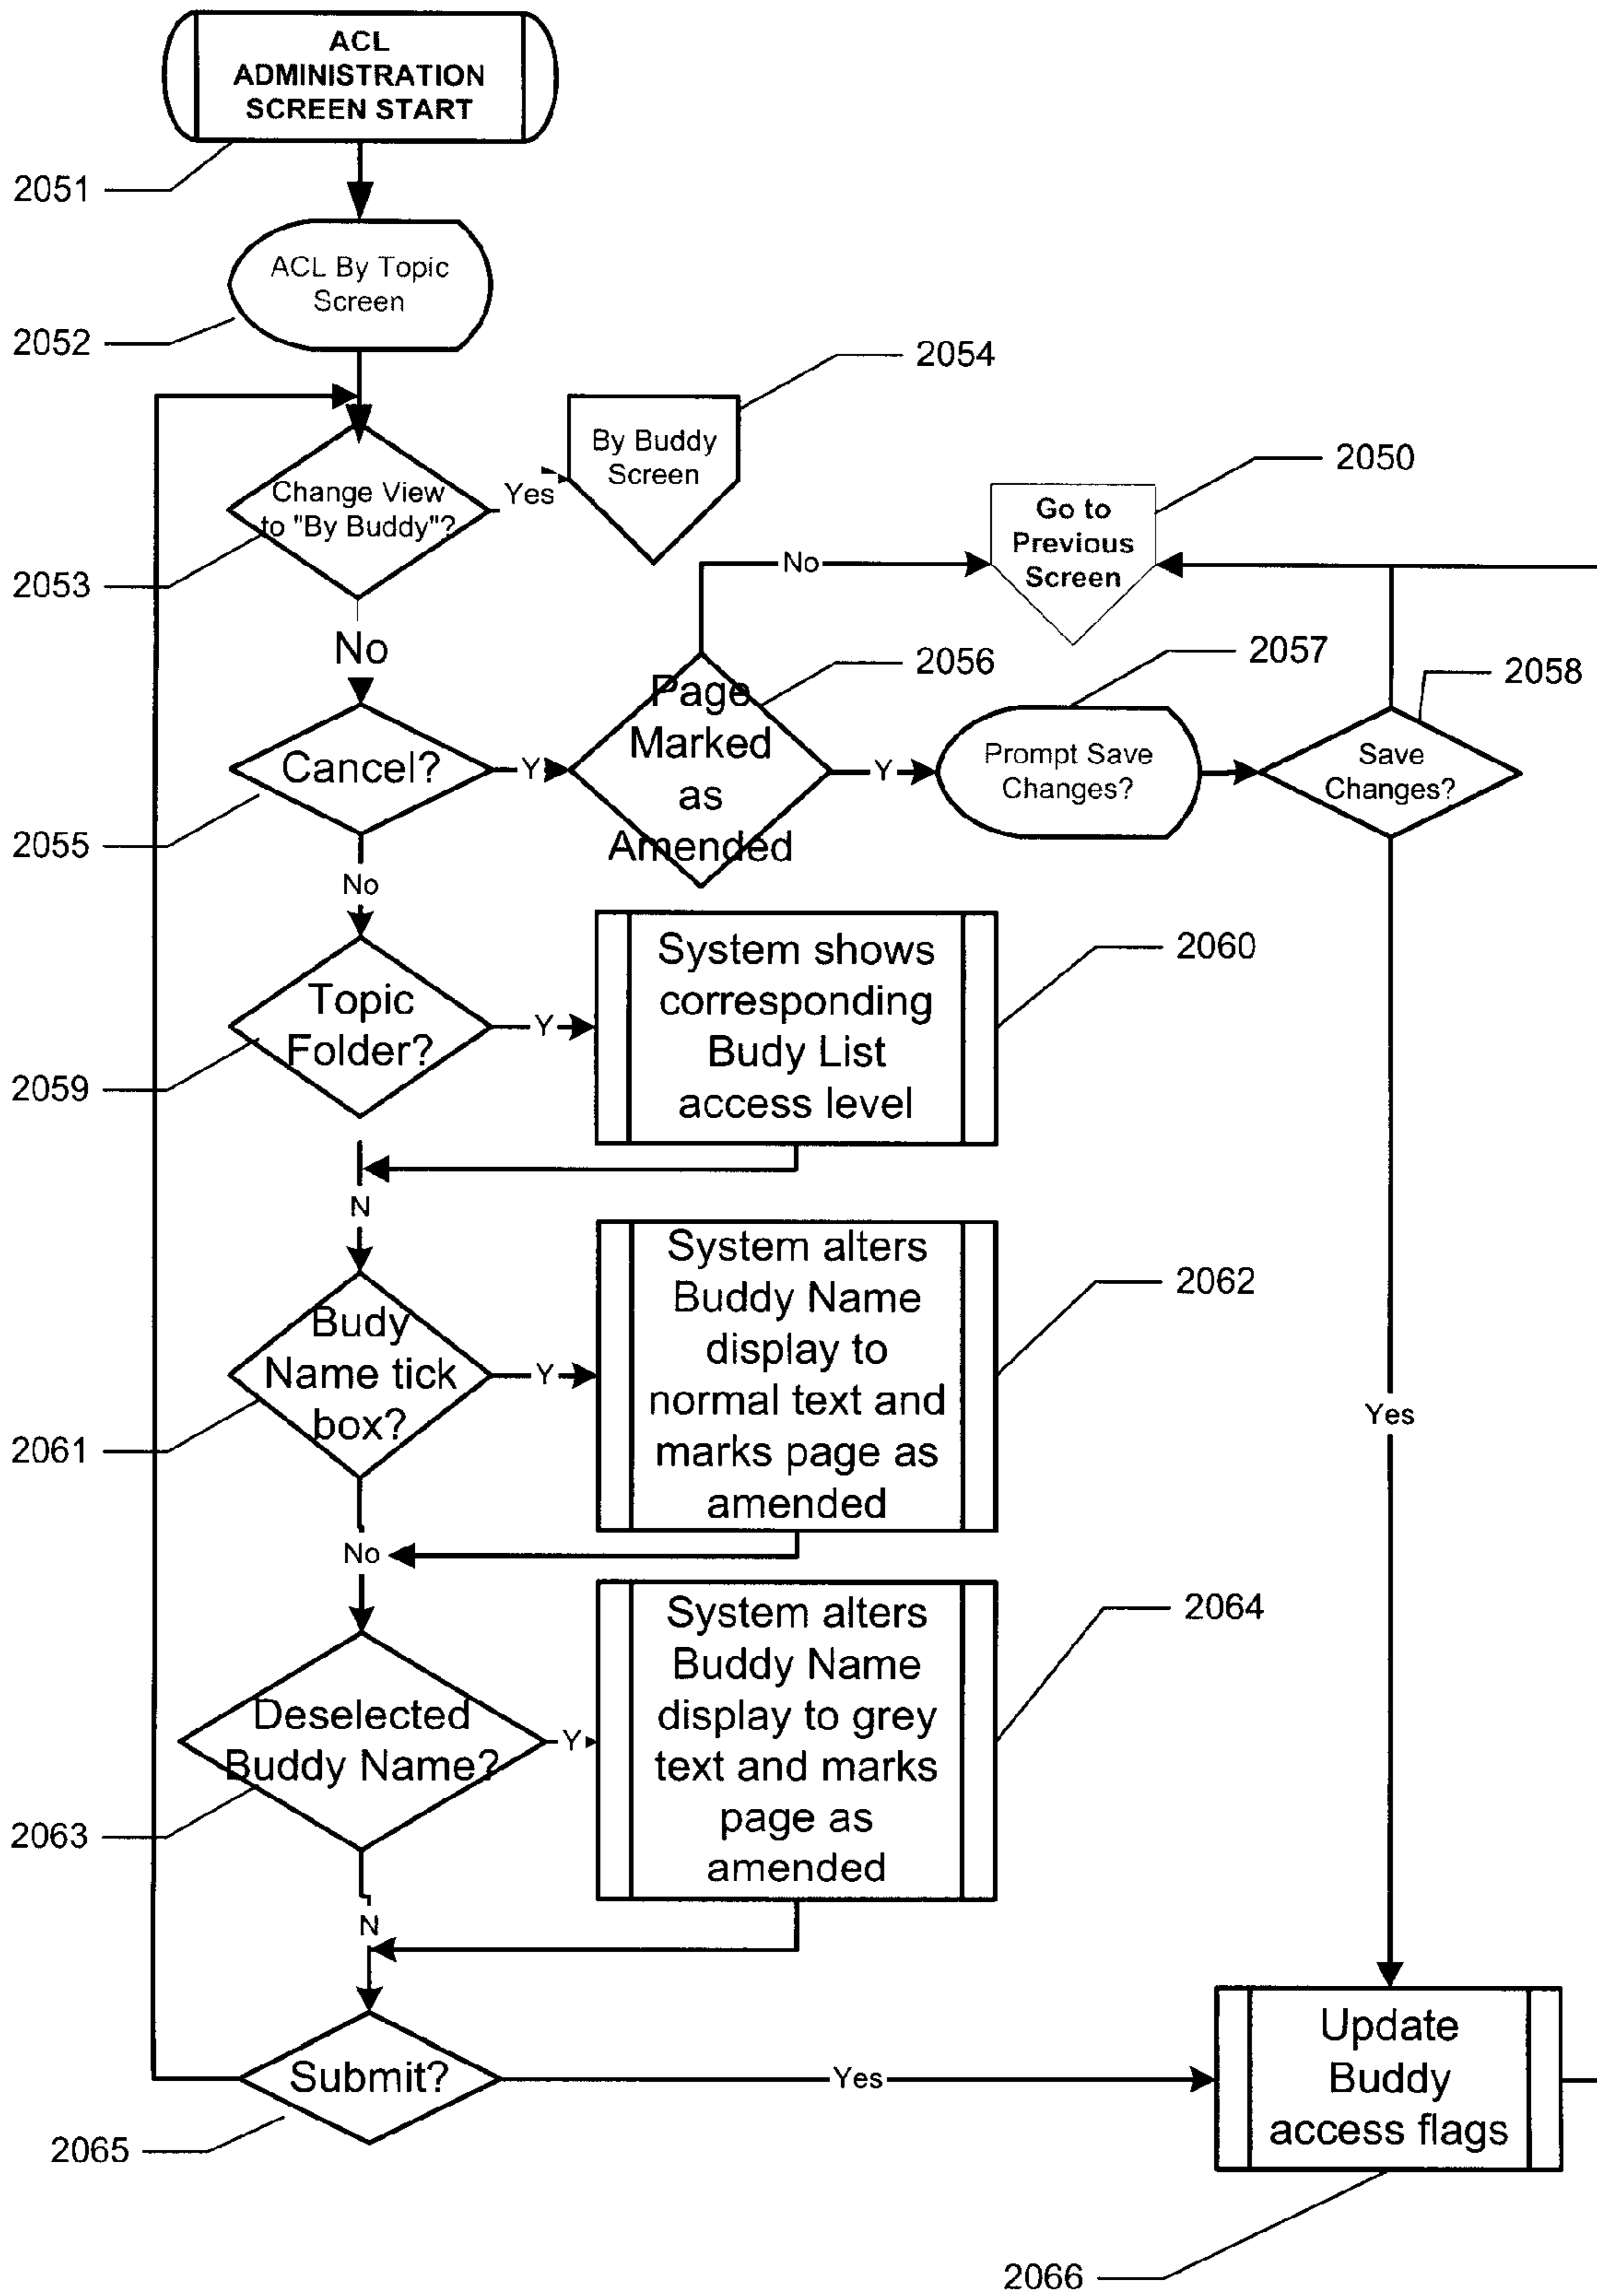 ACL
ADMINISTRATION
SCREEN START
2051
ACL By Topic
Screen
2052
2054
By Buddy
Screen
2050
Go to
Previous
Screen
Change View
to "By Buddy"?
Yes
2053
No
No
2056
2057
2058
Page
Marked
as
Amended
Cancel?
Y
Y
Prompt Save
Changes?
Save
Changes?
2055
No
2060
System shows
corresponding
Budy List
access level
Topic
Folder?
Y
2059
N
2062
System alters
Buddy Name
display to
normal text and
marks page as
amended
Budy
Name tick
box?
Y
2061
Yes
No
2064
System alters
Buddy Name
display to grey
text and marks
page as
amended
Deselected
Buddy Name?
Y
2063
N
Submit?
Yes
2065
Update
Buddy
access flags
2066